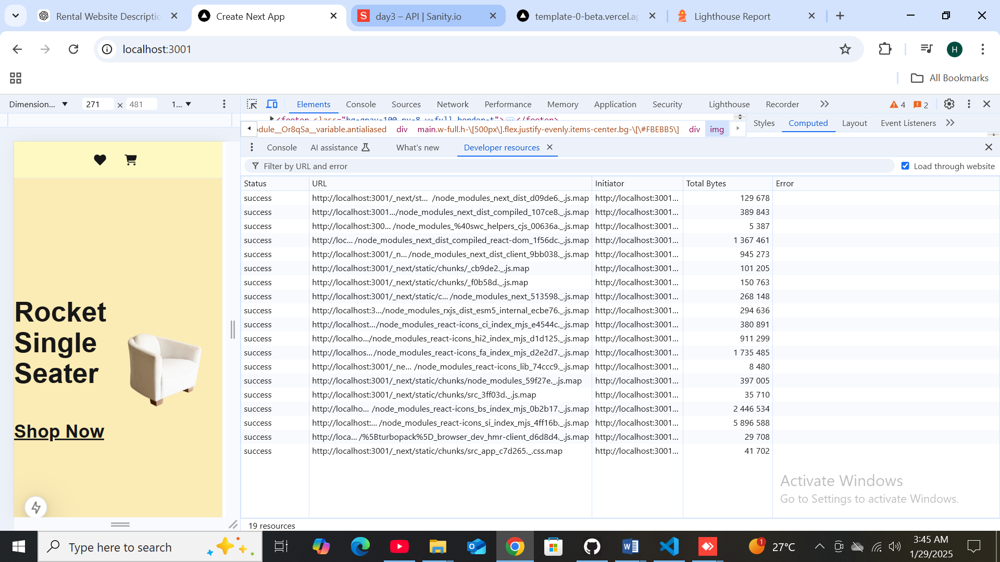 Rental Website Descriptio
Create Next App
day3 – API | Sanity.io
template-0-beta.vercel.ap
Lighthouse Report
localhost:3001
H
All Bookmarks
Dimension... 271 × 481 1...
Elements Console Sources Network Performance Memory Application Security Lighthouse Recorder 4 2
<footer class="bg-gray-100 py-8 w-full border-t"> … </footer>
odule__Or8qSa__variable.antialiased div main.w-full.h-\[500px\].flex.justify-evenly.items-center.bg-\[\#FBEBB5\] div img
Styles Computed Layout Event Listeners
Console AI assistance What's new Developer resources
Filter by URL and error Load through website
Status URL Initiator Total Bytes Error
success http://localhost:3001/_next/st... /node_modules_next_dist_d09de6._.js.map http://localhost:3001... 129 678
success http://localhost:3001.../node_modules_next_dist_compiled_107ce8._.js.map http://localhost:3001... 389 843
success http://localhost:300... /node_modules_%40swc_helpers_cjs_00636a._.js.map http://localhost:3001... 5 387
success http://loc... /node_modules_next_dist_compiled_react-dom_1f56dc._.js.map http://localhost:3001... 1 367 461
success http://localhost:3001/_n.../node_modules_next_dist_client_9bb038._.js.map http://localhost:3001... 945 273
success http://localhost:3001/_next/static/chunks/_cb9de2._.js.map http://localhost:3001... 101 205
success http://localhost:3001/_next/static/chunks/_f0b58d._.js.map http://localhost:3001... 150 763
success http://localhost:3001/_next/static/c... /node_modules_next_513598._.js.map http://localhost:3001... 268 148
success http://localhost:3.../node_modules_rxjs_dist_esm5_internal_ecbe76._.js.map http://localhost:3001... 294 636
success http://localhost.../node_modules_react-icons_ci_index_mjs_e4544c._.js.map http://localhost:3001... 380 891
success http://localho.../node_modules_react-icons_hi2_index_mjs_d1d125._.js.map http://localhost:3001... 911 299
success http://localhos... /node_modules_react-icons_fa_index_mjs_d2e2d7._.js.map http://localhost:3001... 1 735 485
success http://localhost:3001/_ne... /node_modules_react-icons_lib_74ccc9._.js.map http://localhost:3001... 8 480
success http://localhost:3001/_next/static/chunks/node_modules_59f27e._.js.map http://localhost:3001... 397 005
success http://localhost:3001/_next/static/chunks/src_3ff03d._.js.map http://localhost:3001... 35 710
success http://localho... /node_modules_react-icons_bs_index_mjs_0b2b17._.js.map http://localhost:3001... 2 446 534
success http://localhost:... /node_modules_react-icons_si_index_mjs_4ff16b._.js.map http://localhost:3001... 5 896 588
success http://loca... /%5Bturbopack%5D_browser_dev_hmr-client_d6d8d4._.js.map http://localhost:3001... 29 708
success http://localhost:3001/_next/static/chunks/src_app_c7d265._.css.map http://localhost:3001... 41 702
19 resources
Rocket
Single
Seater
Shop Now
Activate Windows
Go to Settings to activate Windows.
Type here to search
1
27°C
3:45 AM
1/29/2025